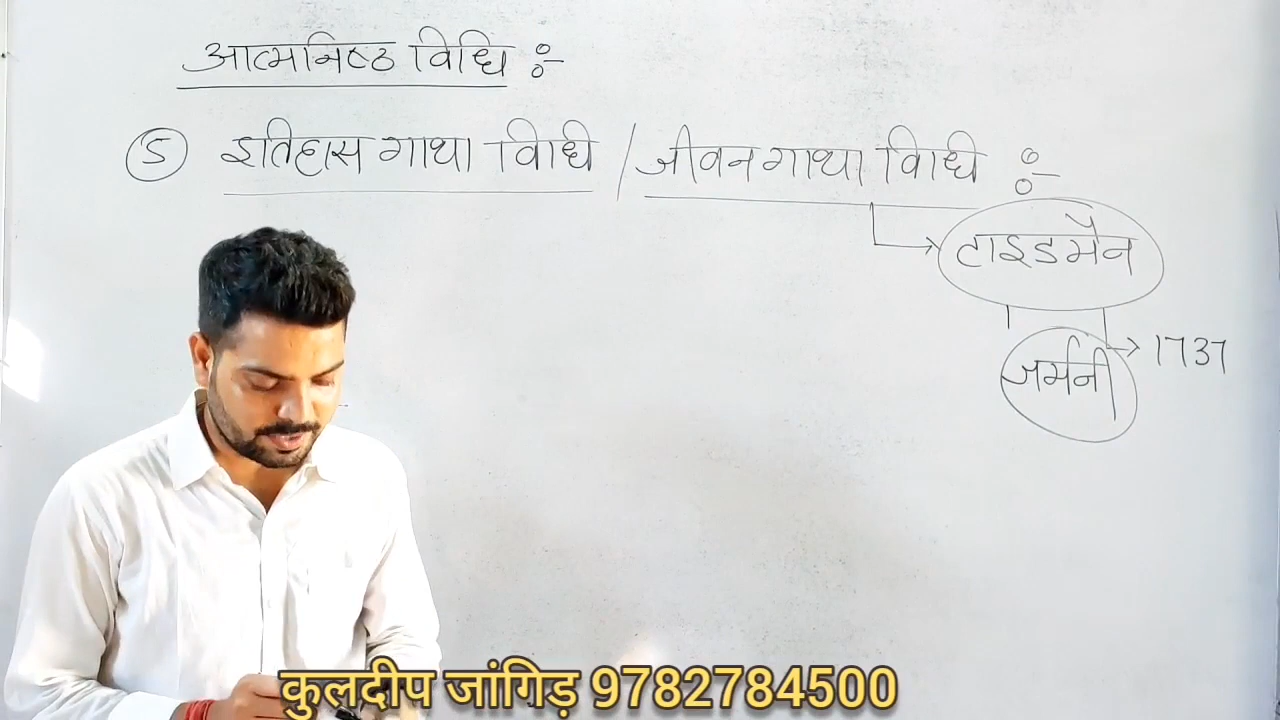 आत्मनिष्ठ विधि :-
5 इतिहास गाथा विधि / जीवन गाथा विधि :-
टाइडमैन
जर्मनी → 1737
कुलदीप जांगिड़ 9782784500